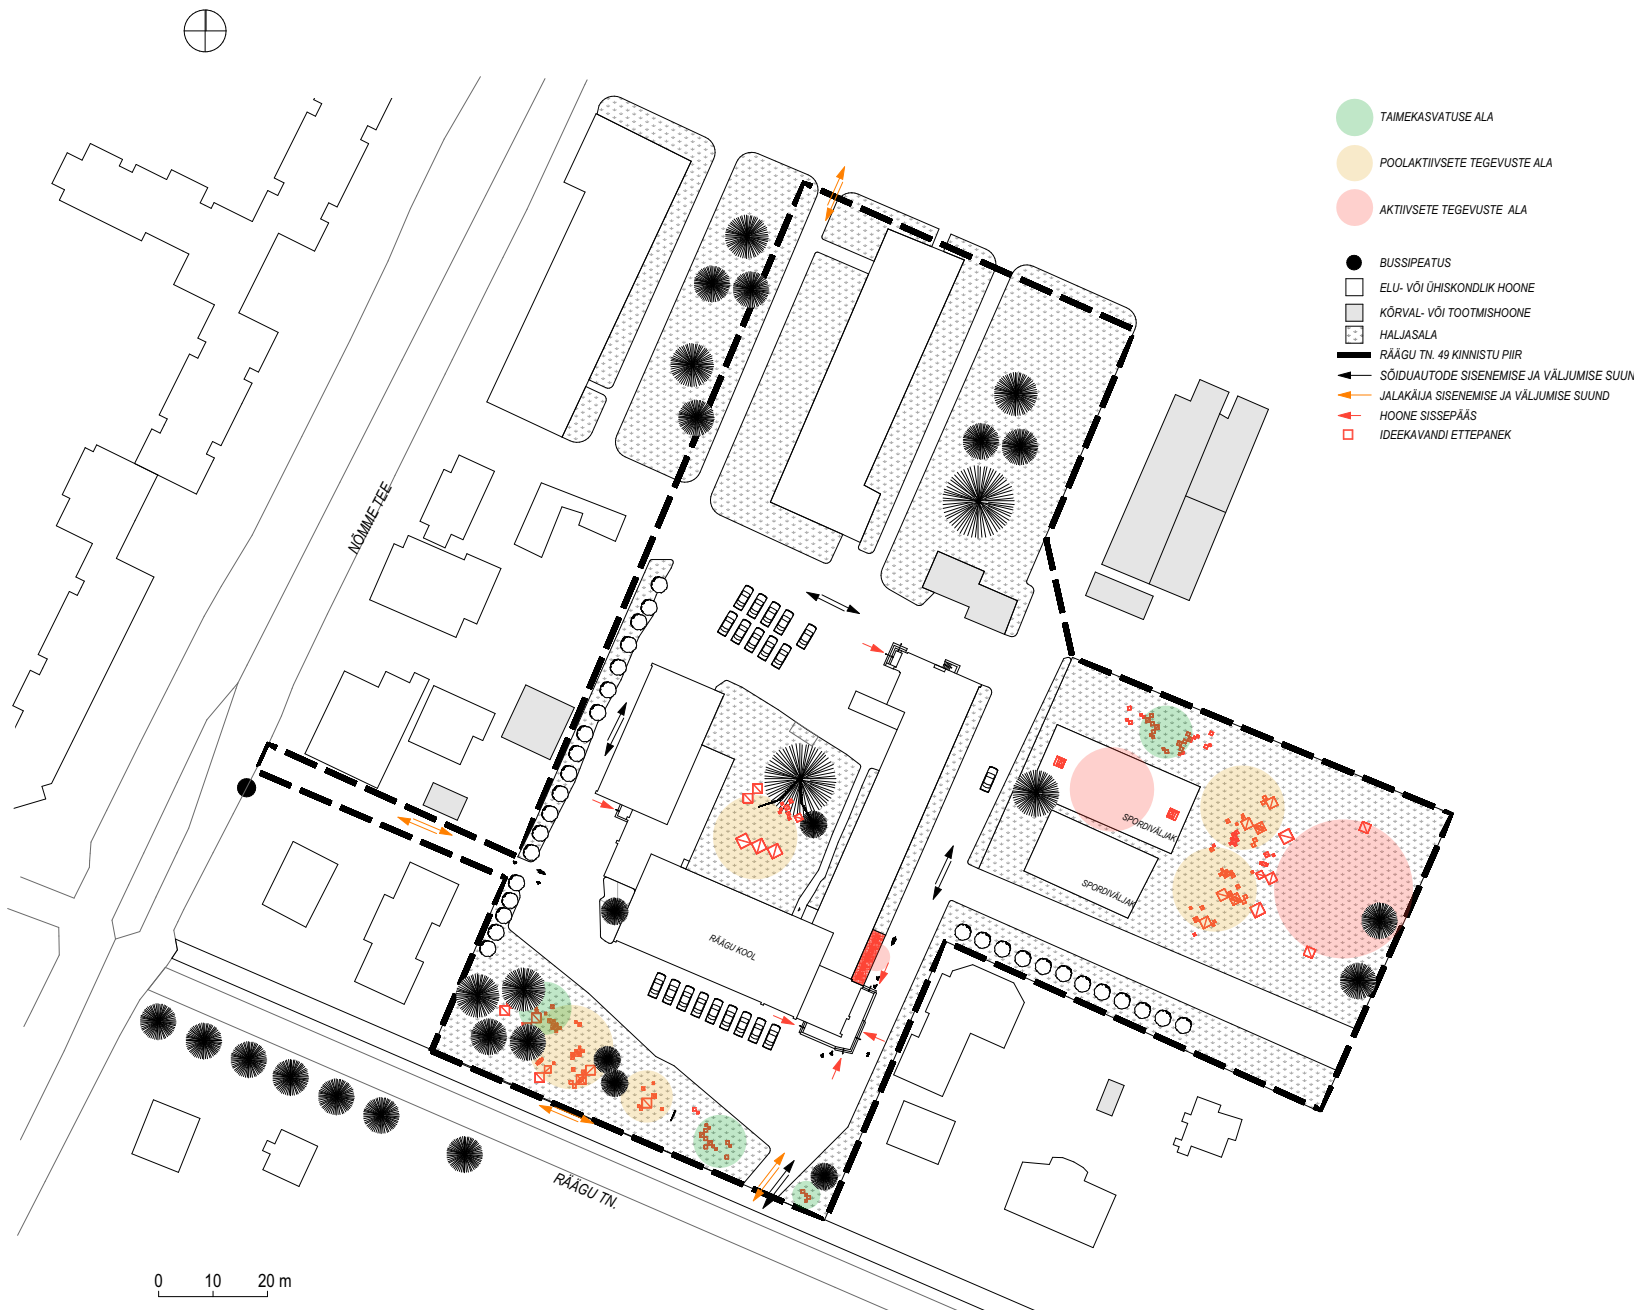 TAIMEKASVATUSE ALA
POOLAKTIIVSETE TEGEVUSTE ALA
AKTIIVSETE TEGEVUSTE ALA
BUSSIPEATUS
ELU- VÕI ÜHISKONDLIK HOONE
KÕRVAL- VÕI TOOTMISHOONE
HALJASALA
RÄÄGU TN. 49 KINNISTU PIIR
SÕIDUAUTODE SISENEMISE JA VÄLJUMISE SUUN
JALAKÄIJA SISENEMISE JA VÄLJUMISE SUUND
HOONE SISSEPÄÄS
IDEEKAVANDI ETTEPANEK
NÕMME TEE
SPORDIVÄLJAK
SPORDIVÄLJAK
RÄÄGU KOOL
RÄÄGU TN.
0 10 20 m